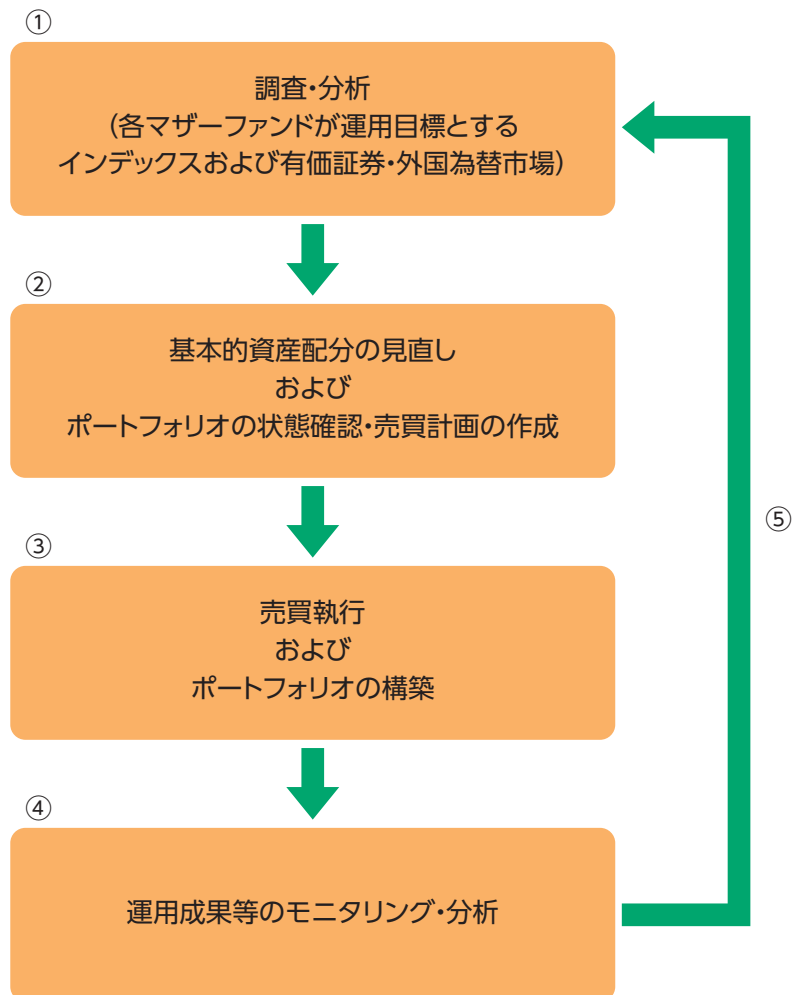 ①
調査・分析
(各マザーファンドが運用目標とする
インデックスおよび有価証券・外国為替市場)
②
基本的資産配分の見直し
および
ポートフォリオの状態確認・売買計画の作成
③
売買執行
および
ポートフォリオの構築
④
運用成果等のモニタリング・分析
⑤